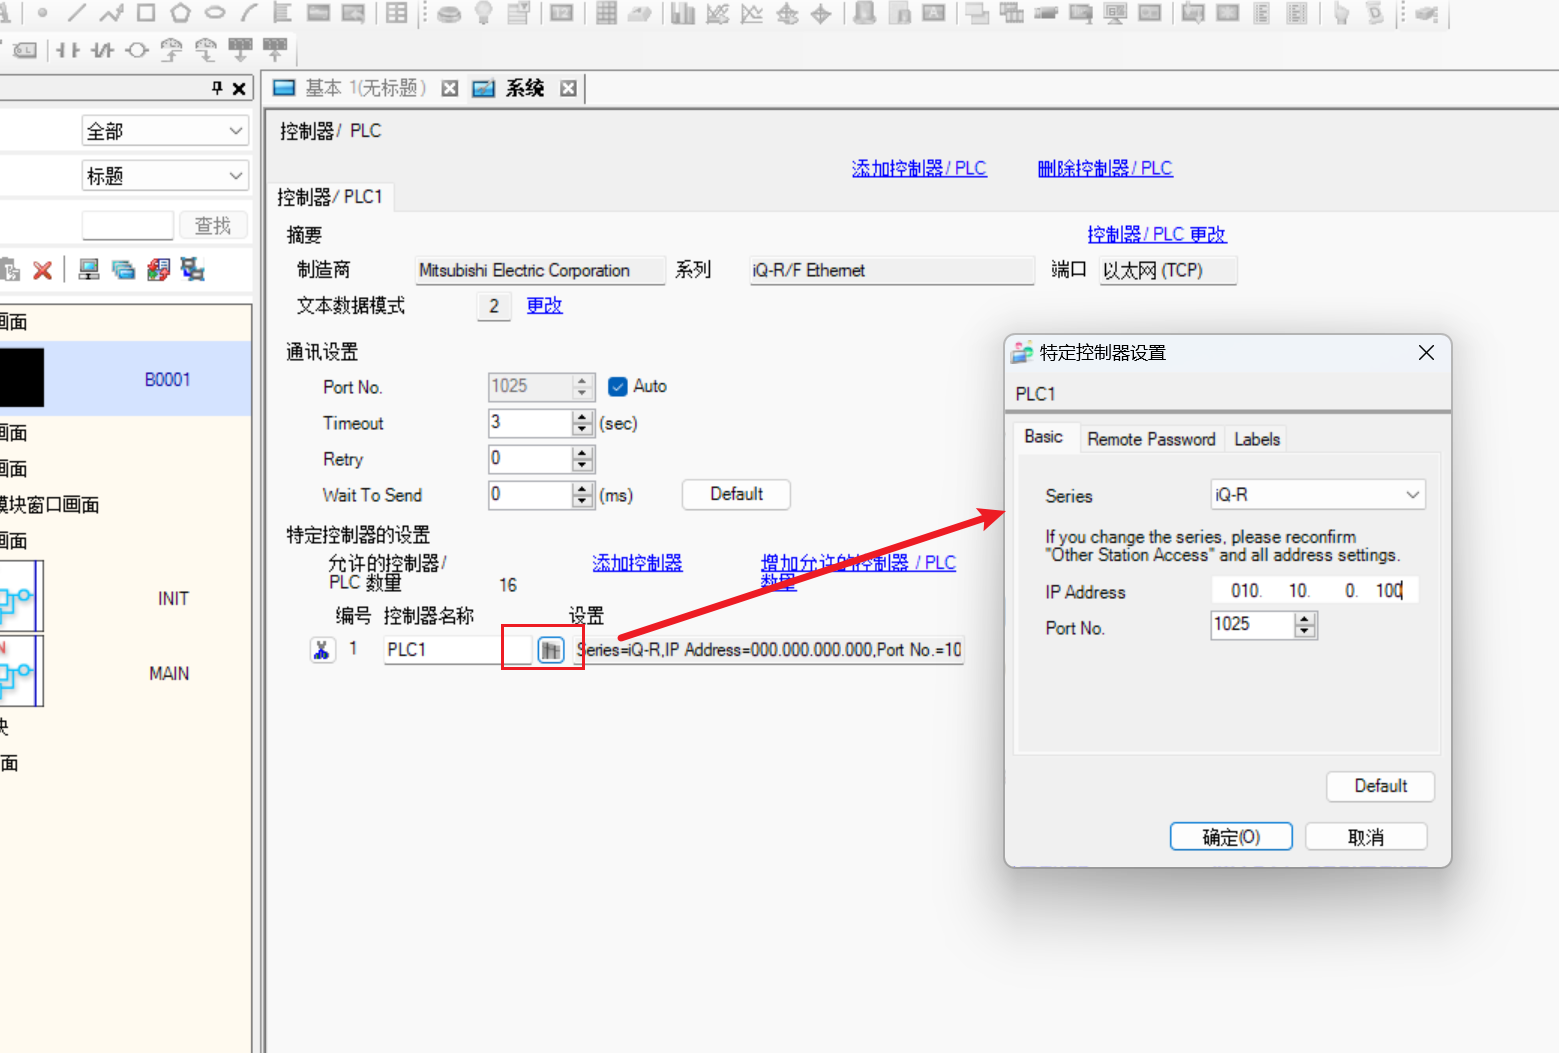 基本 1(无标题)
系统
全部
标题
查找
画面
B0001
画面
画面
模块窗口画面
画面
INIT
MAIN
块
画面
控制器/ PLC
添加控制器/ PLC
删除控制器/ PLC
控制器/ PLC1
摘要
控制器/ PLC 更改
制造商
Mitsubishi Electric Corporation
系列
iQ-R/F Ethernet
端口
以太网 (TCP)
文本数据模式
2
更改
通讯设置
Port No.
1025
Auto
Timeout
3
(sec)
Retry
0
Wait To Send
0
(ms)
Default
特定控制器的设置
允许的控制器/
PLC 数量
16
添加控制器
增加允许的控制器 / PLC
数量
编号 控制器名称
设置
1
PLC1
Series=iQ-R,IP Address=000.000.000.000,Port No.=10
特定控制器设置
PLC1
Basic
Remote Password
Labels
Series
iQ-R
If you change the series, please reconfirm
"Other Station Access" and all address settings.
IP Address
010. 10. 0. 100
Port No.
1025
Default
确定(O)
取消